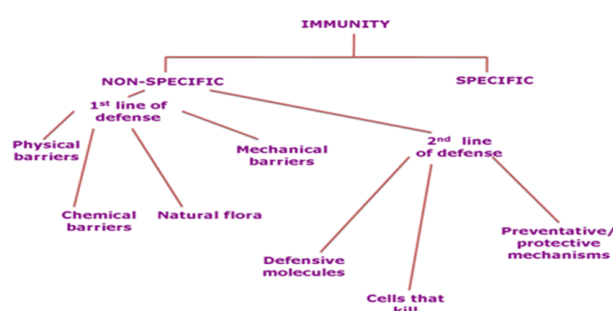 IMMUNITY
NON-SPECIFIC
SPECIFIC
1st line of
defense
Physical
barriers
Mechanical
barriers
2nd line
of defense
Chemical
barriers
Natural flora
Preventative/
protective
mechanisms
Defensive
molecules
Cells that
kill